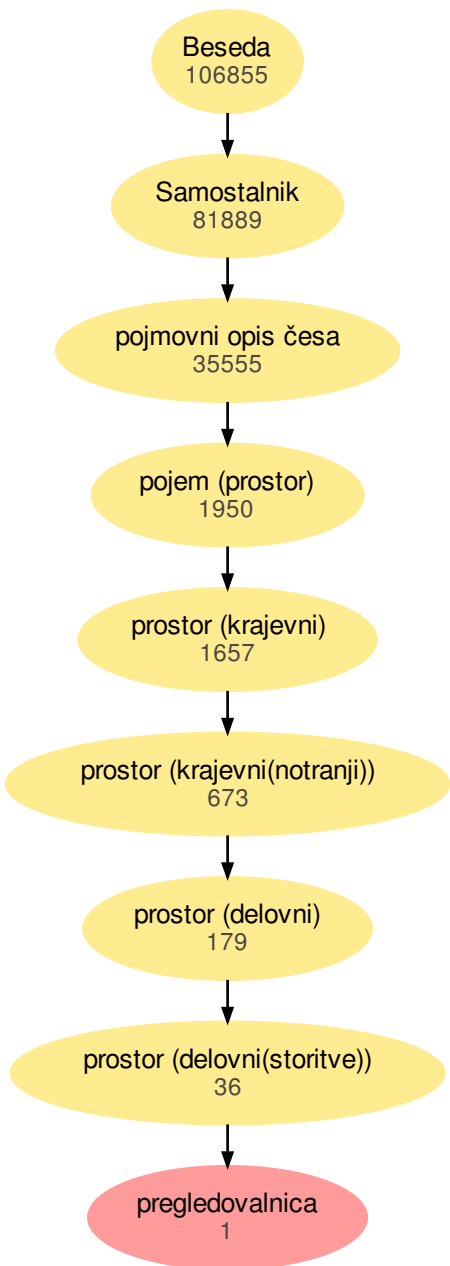 Beseda
106855
Samostalnik
81889
pojmovni opis česa
35555
pojem (prostor)
1950
prostor (krajevni)
1657
prostor (krajevni(notranji))
673
prostor (delovni)
179
prostor (delovni(storitve))
36
pregledovalnica
1